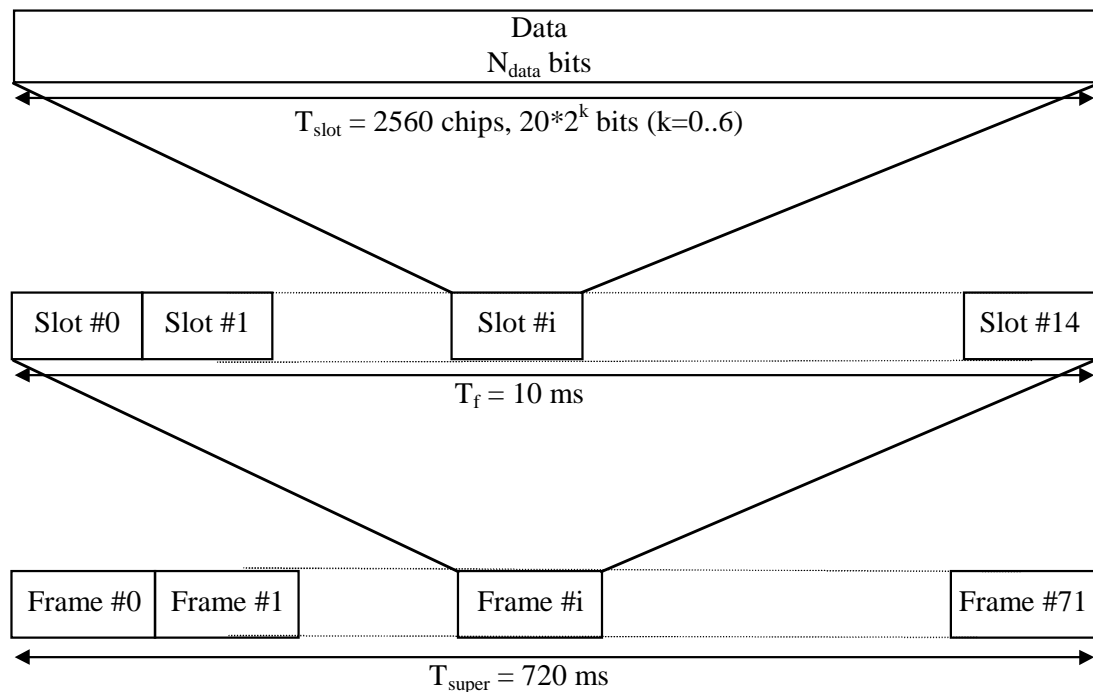 Data
N_data bits
T_slot = 2560 chips, 20*2^k bits (k=0..6)
Slot #0 Slot #1 Slot #i Slot #14
T_f = 10 ms
Frame #0 Frame #1 Frame #i Frame #71
T_super = 720 ms